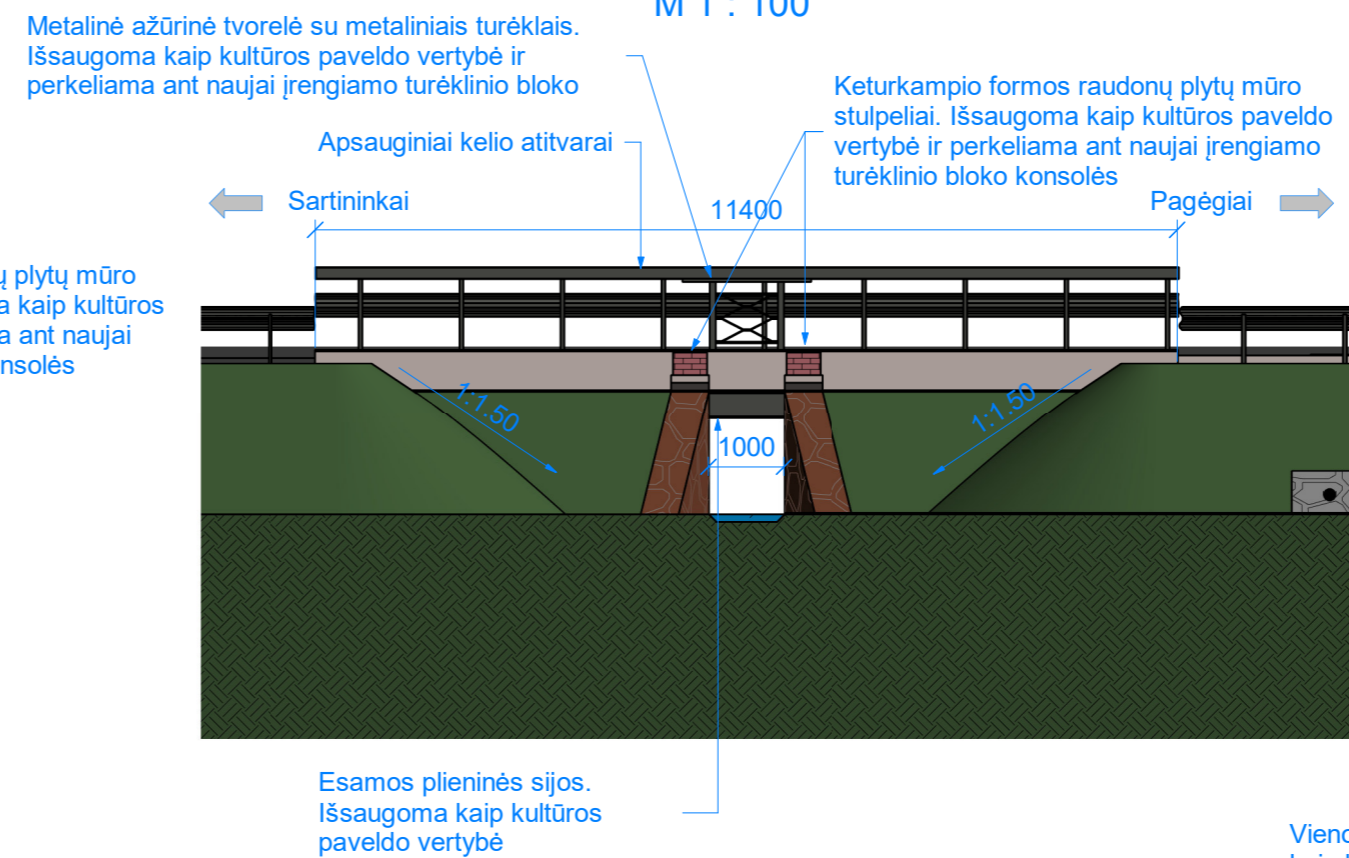 M 1 : 100
Metalinė ažūrinė tvorelė su metaliniais turėklais.
Išsaugoma kaip kultūros paveldo vertybė ir
perkeliama ant naujai įrengiamo turėklinio bloko
Keturkampio formos raudonų plytų mūro
stulpeliai. Išsaugoma kaip kultūros paveldo
vertybė ir perkeliama ant naujai įrengiamo
turėklinio bloko konsolės
Apsauginiai kelio atitvarai
Sartininkai
11400
Pagėgiai
plytų mūro
kaip kultūros
ant naujai
1:1.50
1:1.50
1000
Esamos plieninės sijos.
Išsaugoma kaip kultūros
paveldo vertybė